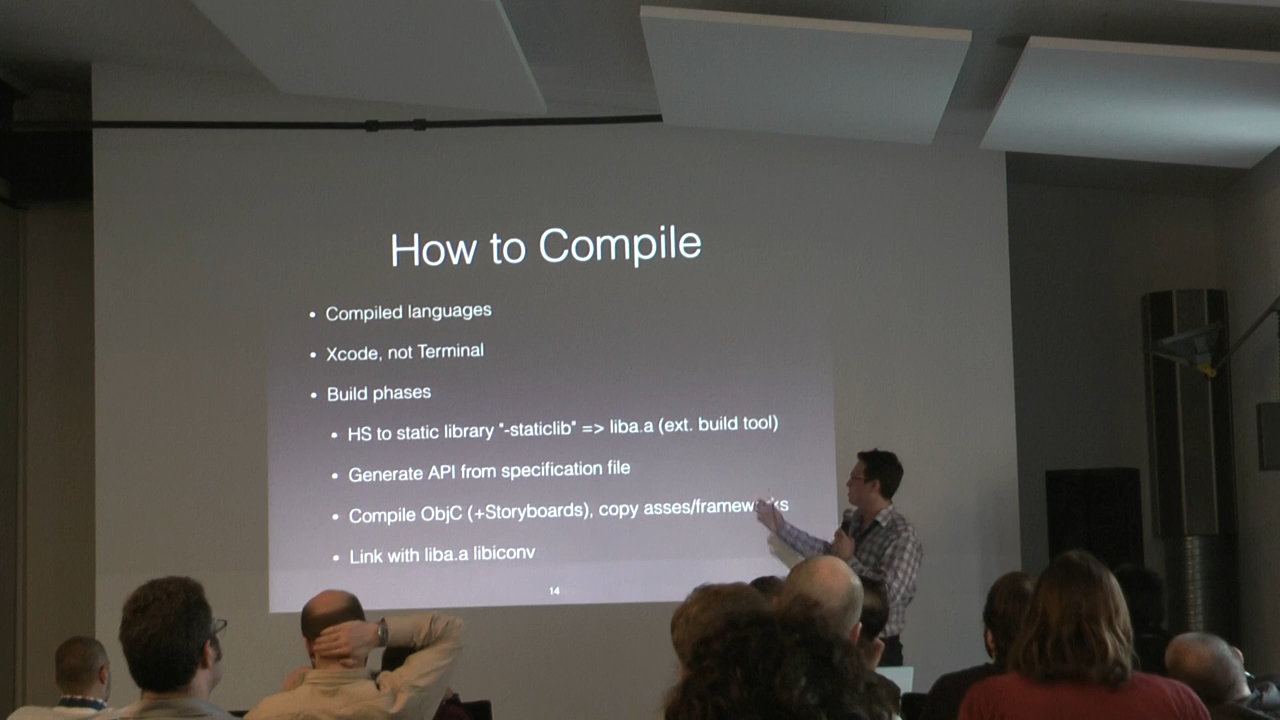 How to Compile
• Compiled languages
• Xcode, not Terminal
• Build phases
• HS to static library "-staticlib" => liba.a (ext. build tool)
• Generate API from specification file
• Compile ObjC (+Storyboards), copy asses/frameworks
• Link with liba.a libiconv
14